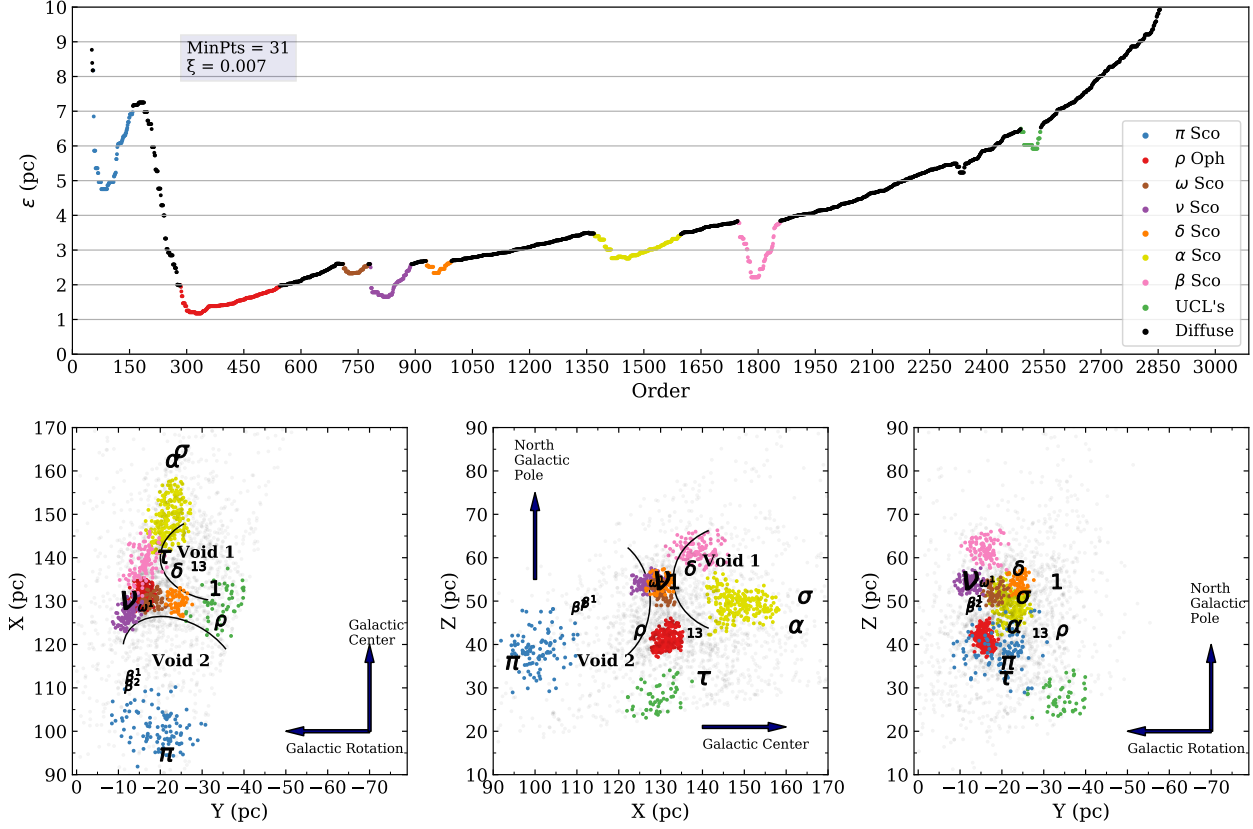 10
9
8
7
6
5
4
3
2
1
0
ε (pc)
MinPts = 31
ξ = 0.007
π Sco
ρ Oph
ω Sco
ν Sco
δ Sco
α Sco
β Sco
UCL's
Diffuse
0 150 300 450 600 750 900 1050 1200 1350 1500 1650 1800 1950 2100 2250 2400 2550 2700 2850 3000
Order
170
160
150
140
130
120
110
100
90
X (pc)
σ
α
τ
Void 1
δ 13
1
ν
ω¹
ρ
Void 2
β¹
β²
π
Galactic
Center
Galactic Rotation
0 −10 −20 −30 −40 −50 −60 −70
Y (pc)
90
80
70
60
50
40
30
20
10
Z (pc)
North
Galactic
Pole
Void 1
δ
ν
ω¹
1
β²
β¹
σ
α
ρ
13
Void 2
π
τ
Galactic Center
90 100 110 120 130 140 150 160 170
X (pc)
90
80
70
60
50
40
30
20
10
Z (pc)
δ
ν
ω¹
1
β¹
β²
σ
α
13
ρ
π
τ
North
Galactic
Pole
Galactic Rotation
0 −10 −20 −30 −40 −50 −60 −70
Y (pc)